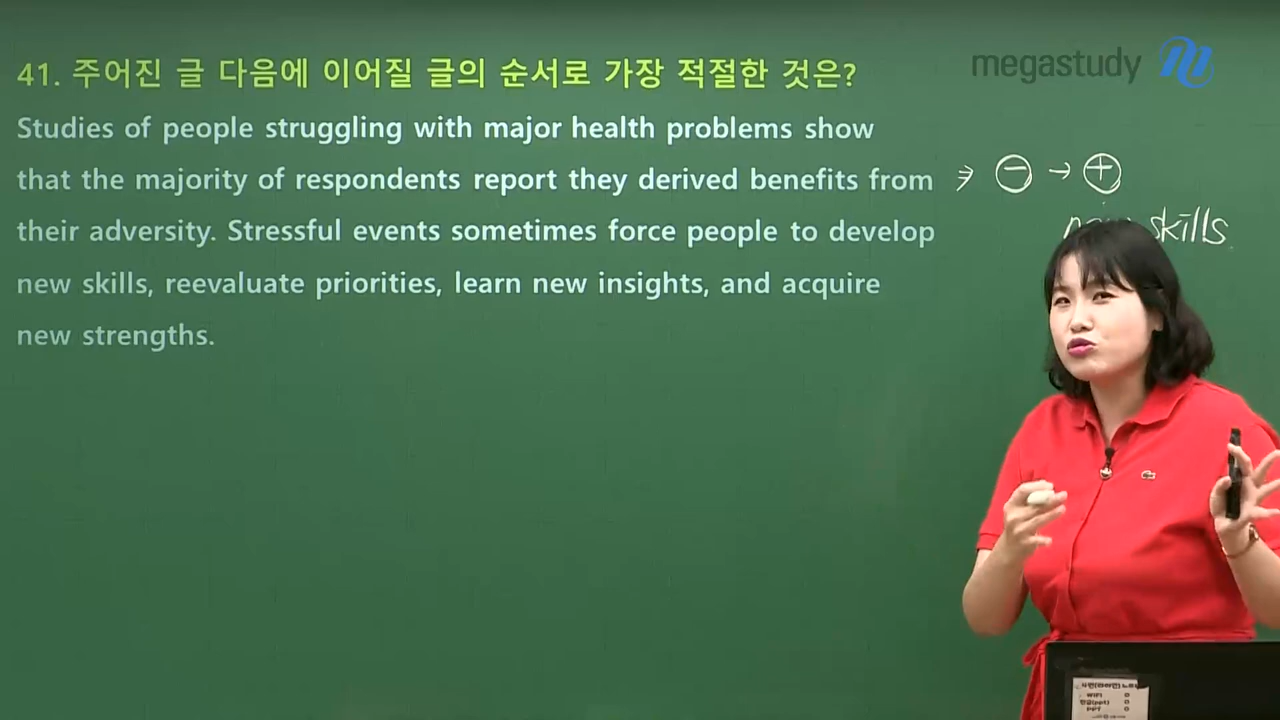 41. 주어진 글 다음에 이어질 글의 순서로 가장 적절한 것은?
megastudy
Studies of people struggling with major health problems show
that the majority of respondents report they derived benefits from
their adversity. Stressful events sometimes force people to develop
new skills, reevaluate priorities, learn new insights, and acquire
new strengths.
⇒ ⊖ → ⊕
skills
WIFI
PPT